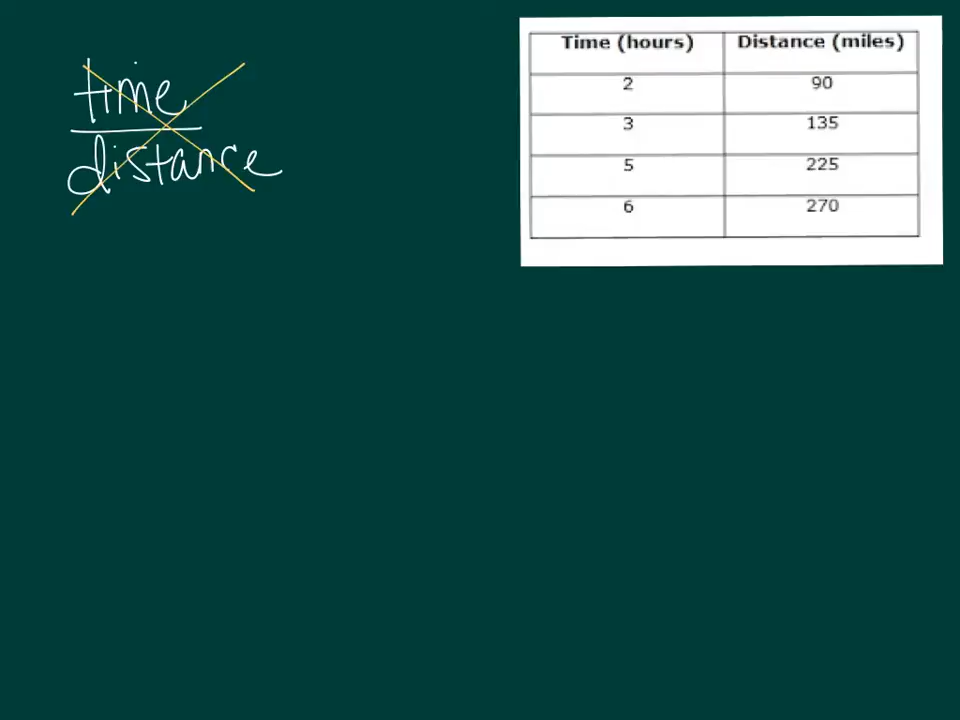 time
distance
Time (hours) Distance (miles)
2 90
3 135
5 225
6 270